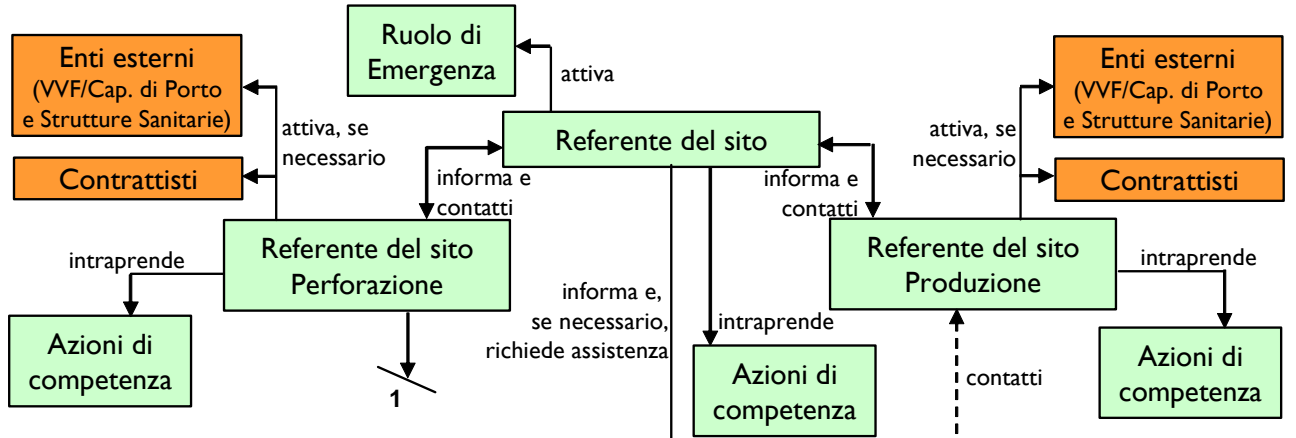 Enti esterni
(VVF/Cap. di Porto
e Strutture Sanitarie)
Contrattisti
attiva, se
necessario
Ruolo di
Emergenza
attiva
Referente del sito
Enti esterni
(VVF/Cap. di Porto
e Strutture Sanitarie)
Contrattisti
attiva, se
necessario
informa e
contatti
informa e
contatti
Referente del sito
Perforazione
Referente del sito
Produzione
intraprende
Azioni di
competenza
1
informa e,
se necessario,
richiede assistenza
intraprende
Azioni di
competenza
contatti
intraprende
Azioni di
competenza